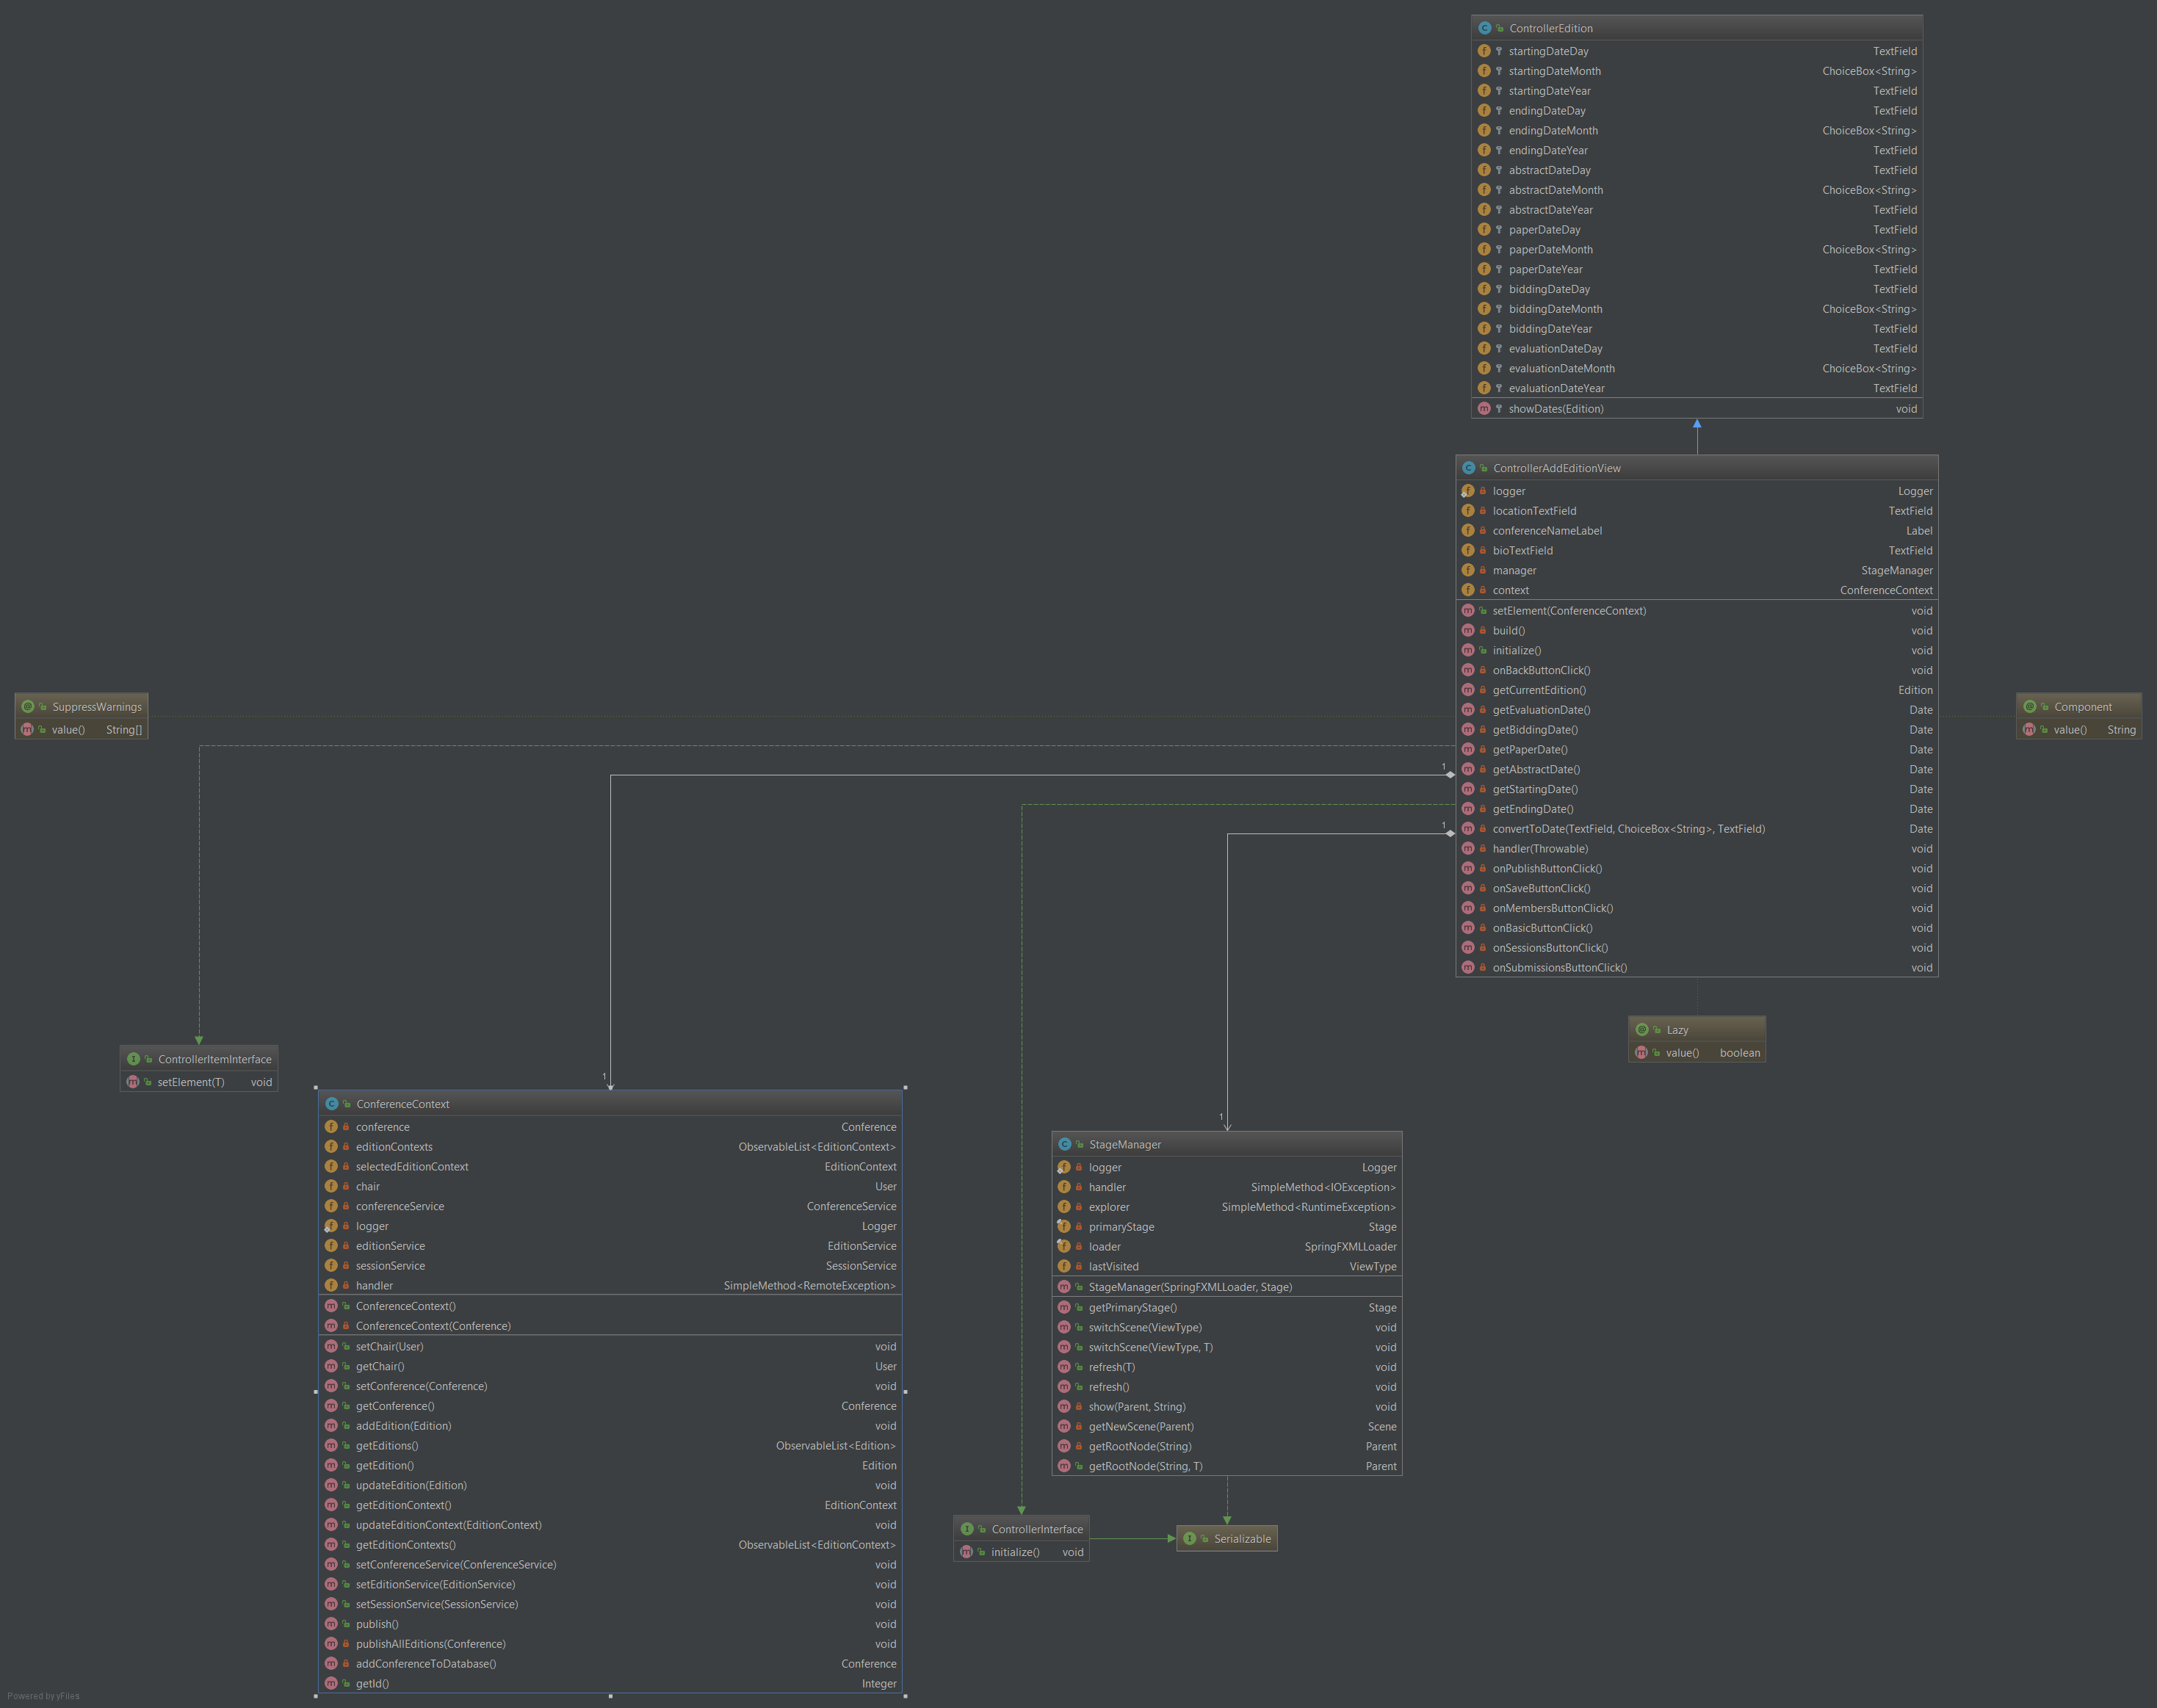 ControllerEdition
startingDateDay TextField
startingDateMonth ChoiceBox<String>
startingDateYear TextField
endingDateDay TextField
endingDateMonth ChoiceBox<String>
endingDateYear TextField
abstractDateDay TextField
abstractDateMonth ChoiceBox<String>
abstractDateYear TextField
paperDateDay TextField
paperDateMonth ChoiceBox<String>
paperDateYear TextField
biddingDateDay TextField
biddingDateMonth ChoiceBox<String>
biddingDateYear TextField
evaluationDateDay TextField
evaluationDateMonth ChoiceBox<String>
evaluationDateYear TextField
showDates(Edition) void
ControllerAddEditionView
logger Logger
locationTextField TextField
conferenceNameLabel Label
bioTextField TextField
manager StageManager
context ConferenceContext
setElement(ConferenceContext) void
build() void
initialize() void
onBackButtonClick() void
getCurrentEdition() Edition
getEvaluationDate() Date
getBiddingDate() Date
getPaperDate() Date
getAbstractDate() Date
getStartingDate() Date
getEndingDate() Date
convertToDate(TextField, ChoiceBox<String>, TextField) Date
handler(Throwable) void
onPublishButtonClick() void
onSaveButtonClick() void
onMembersButtonClick() void
onBasicButtonClick() void
onSessionsButtonClick() void
onSubmissionsButtonClick() void
SuppressWarnings
value() String[]
Component
value() String
1
1
Lazy
value() boolean
ControllerItemInterface
setElement(T) void
1
ConferenceContext
conference Conference
editionContexts ObservableList<EditionContext>
selectedEditionContext EditionContext
chair User
conferenceService ConferenceService
logger Logger
editionService EditionService
sessionService SessionService
handler SimpleMethod<RemoteException>
ConferenceContext()
ConferenceContext(Conference)
setChair(User) void
getChair() User
setConference(Conference) void
getConference() Conference
addEdition(Edition) void
getEditions() ObservableList<Edition>
getEdition() Edition
updateEdition(Edition) void
getEditionContext() EditionContext
updateEditionContext(EditionContext) void
getEditionContexts() ObservableList<EditionContext>
setConferenceService(ConferenceService) void
setEditionService(EditionService) void
setSessionService(SessionService) void
publish() void
publishAllEditions(Conference) void
addConferenceToDatabase() Conference
getId() Integer
1
StageManager
logger Logger
handler SimpleMethod<IOException>
explorer SimpleMethod<RuntimeException>
primaryStage Stage
loader SpringFXMLLoader
lastVisited ViewType
StageManager(SpringFXMLLoader, Stage)
getPrimaryStage() Stage
switchScene(ViewType) void
switchScene(ViewType, T) void
refresh(T) void
refresh() void
show(Parent, String) void
getNewScene(Parent) Scene
getRootNode(String) Parent
getRootNode(String, T) Parent
ControllerInterface
initialize() void
Serializable
Powered by yFiles